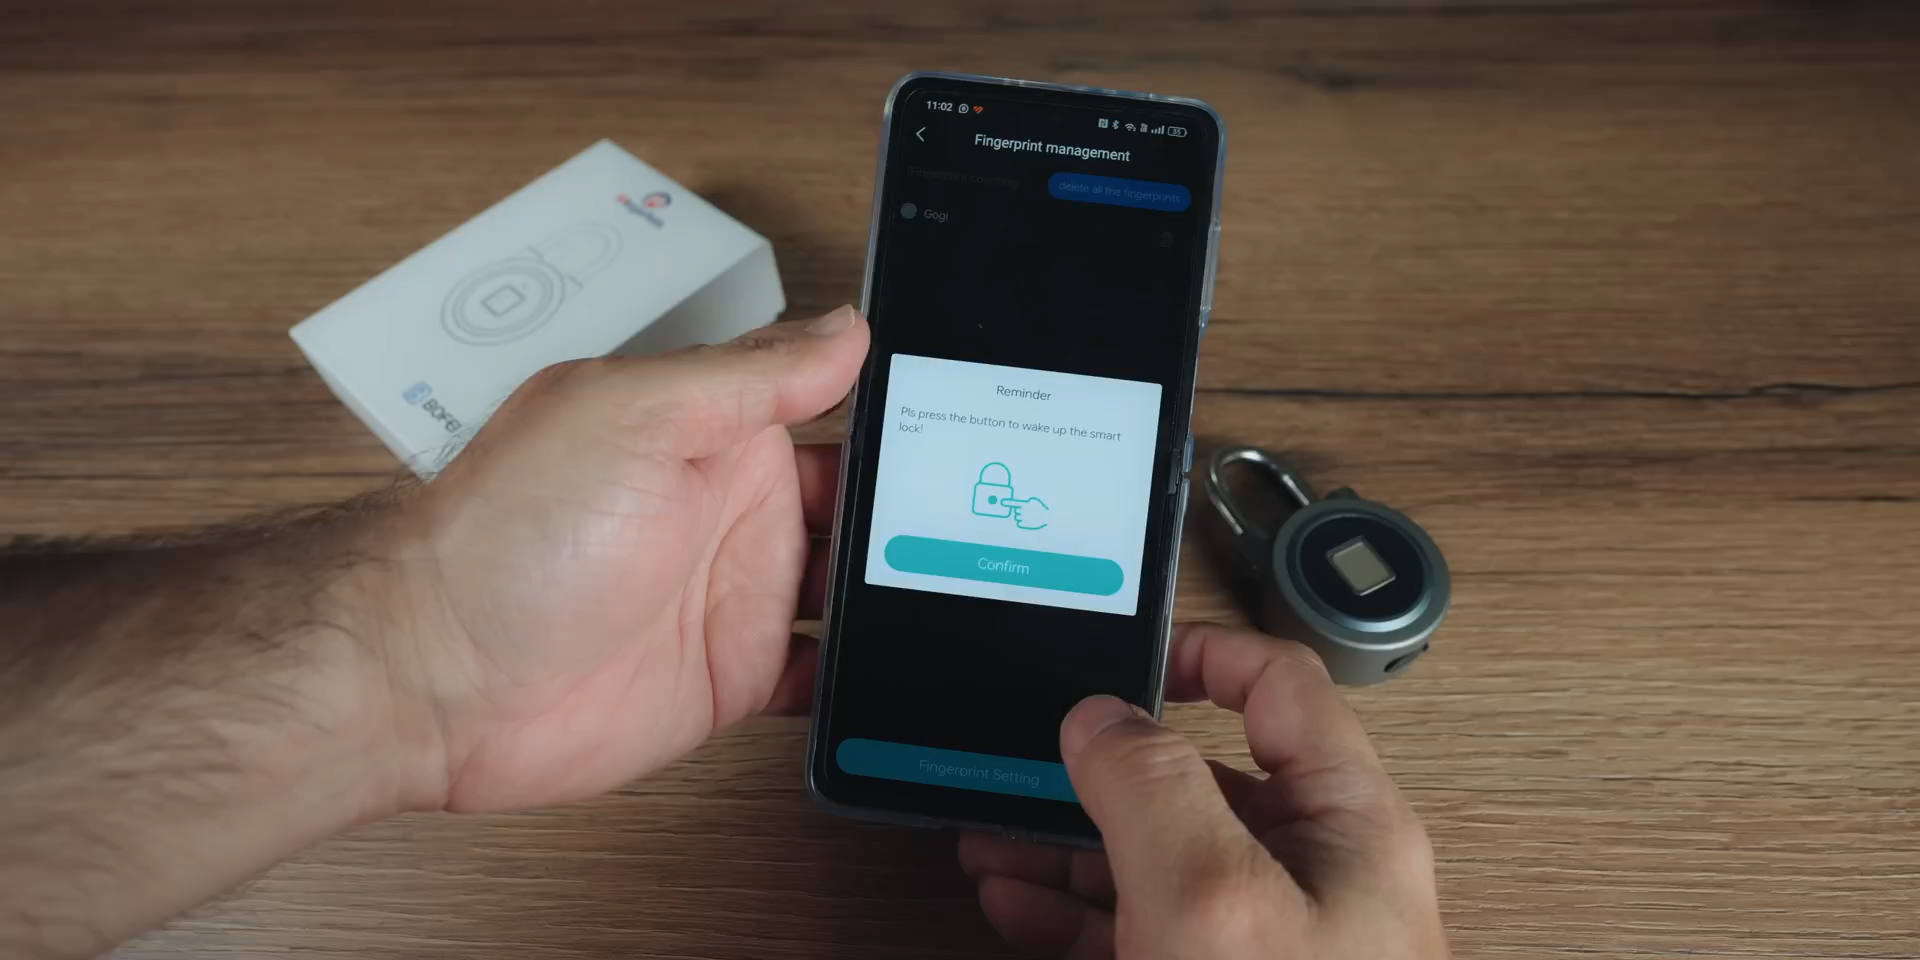 11:02
Fingerprint management
delete all the fingerprints
Gogi
Reminder
Pls press the button to wake up the smart
lock!
Confirm
Fingerprint Setting